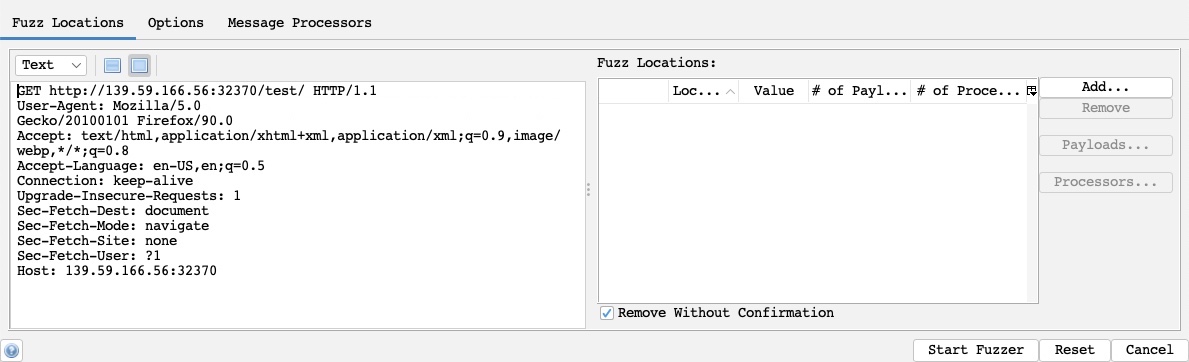 Fuzz Locations Options Message Processors
Text
GET http://139.59.166.56:32370/test/ HTTP/1.1
User-Agent: Mozilla/5.0
Gecko/20100101 Firefox/90.0
Accept: text/html,application/xhtml+xml,application/xml;q=0.9,image/
webp,*/*;q=0.8
Accept-Language: en-US,en;q=0.5
Connection: keep-alive
Upgrade-Insecure-Requests: 1
Sec-Fetch-Dest: document
Sec-Fetch-Mode: navigate
Sec-Fetch-Site: none
Sec-Fetch-User: ?1
Host: 139.59.166.56:32370
Fuzz Locations:
Loc... Value # of Payl... # of Proce...
Add...
Remove
Payloads...
Processors...
Remove Without Confirmation
? Start Fuzzer Reset Cancel